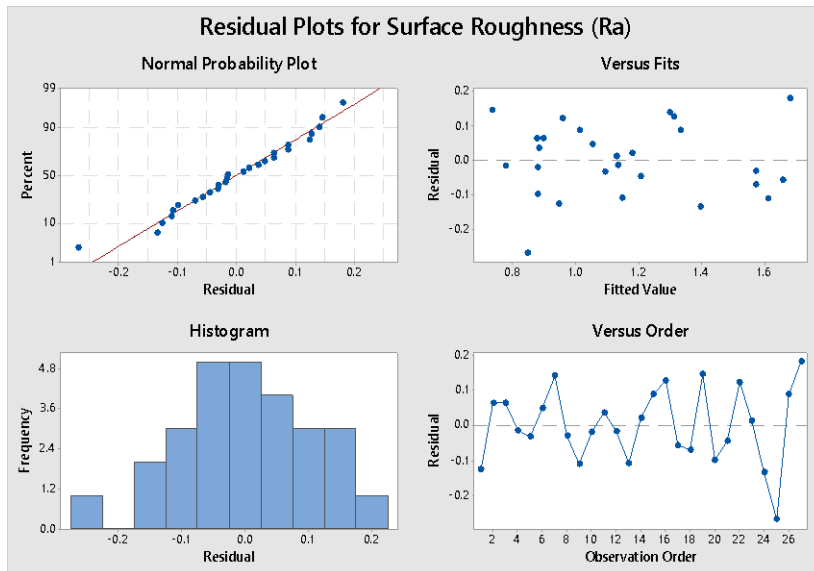 Residual Plots for Surface Roughness (Ra)
Normal Probability Plot
99
90
50
10
1
Percent
-0.2 -0.1 0.0 0.1 0.2
Residual
Versus Fits
0.2
0.1
0.0
-0.1
-0.2
Residual
0.8 1.0 1.2 1.4 1.6
Fitted Value
Histogram
4.8
3.6
2.4
1.2
0.0
Frequency
-0.2 -0.1 0.0 0.1 0.2
Residual
Versus Order
0.2
0.1
0.0
-0.1
-0.2
Residual
2 4 6 8 10 12 14 16 18 20 22 24 26
Observation Order